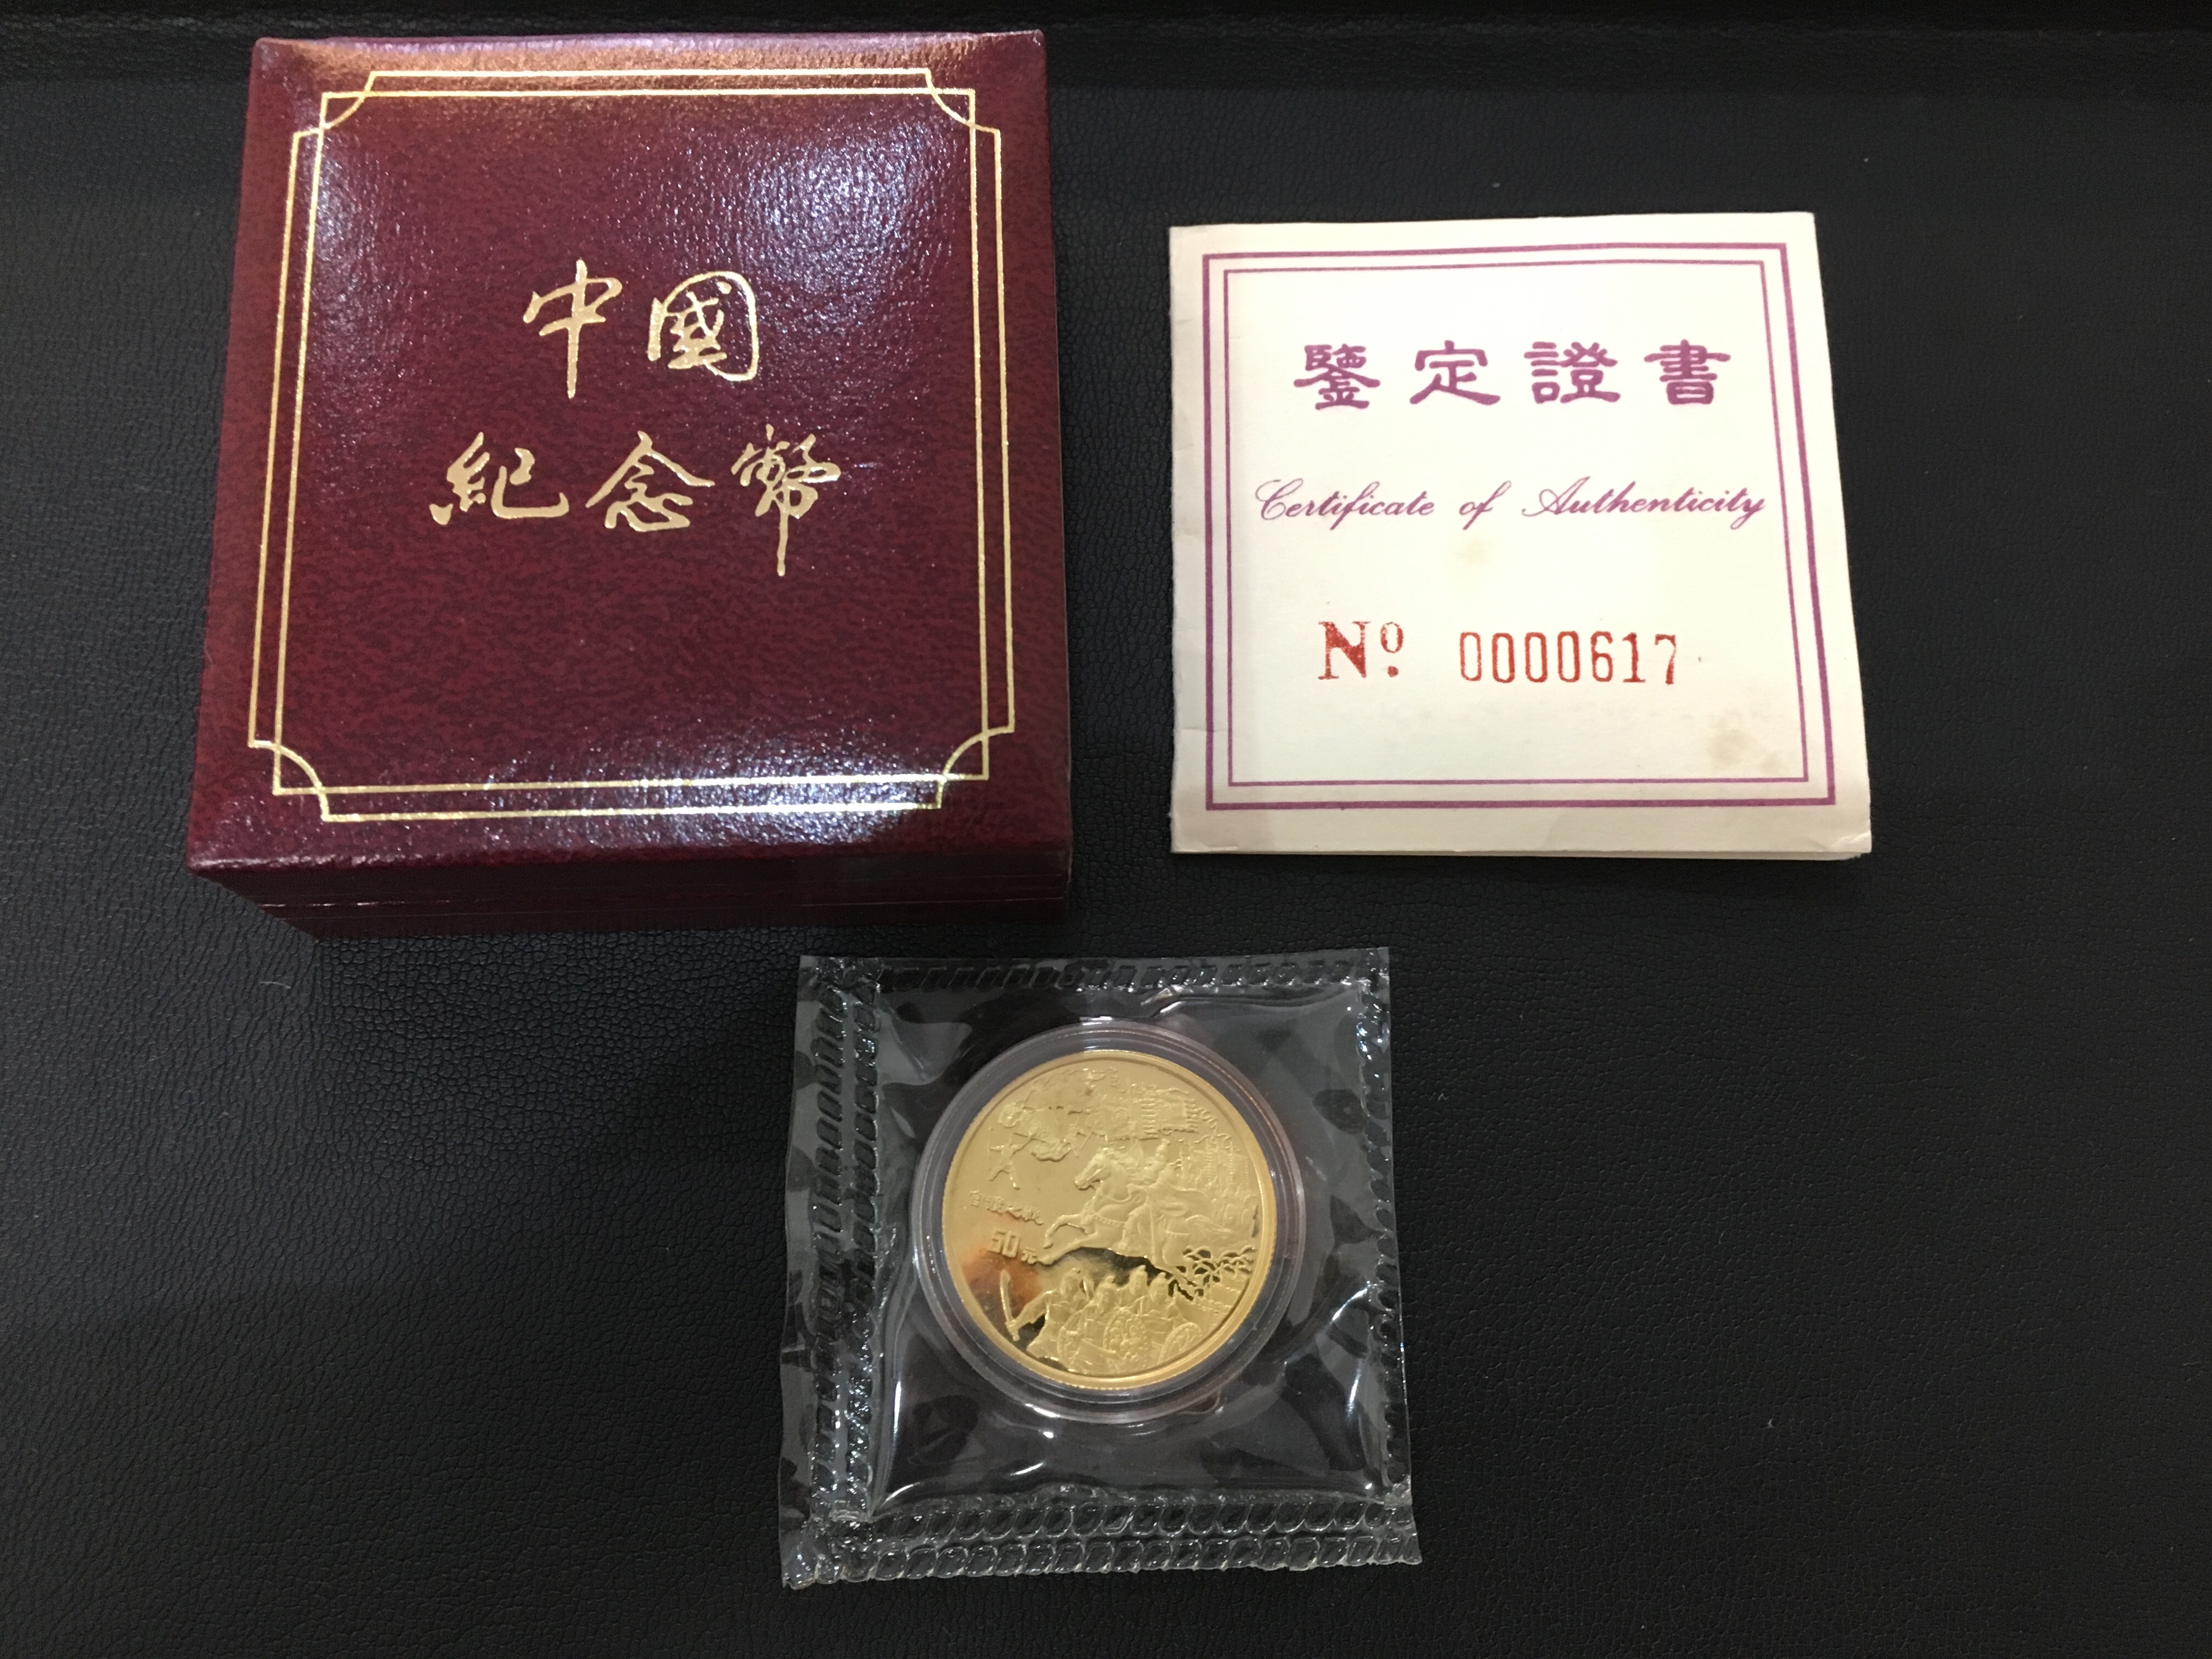 中國
紀念幣
鑒定證書
Certificate of Authenticity
Nº 0000617
50元